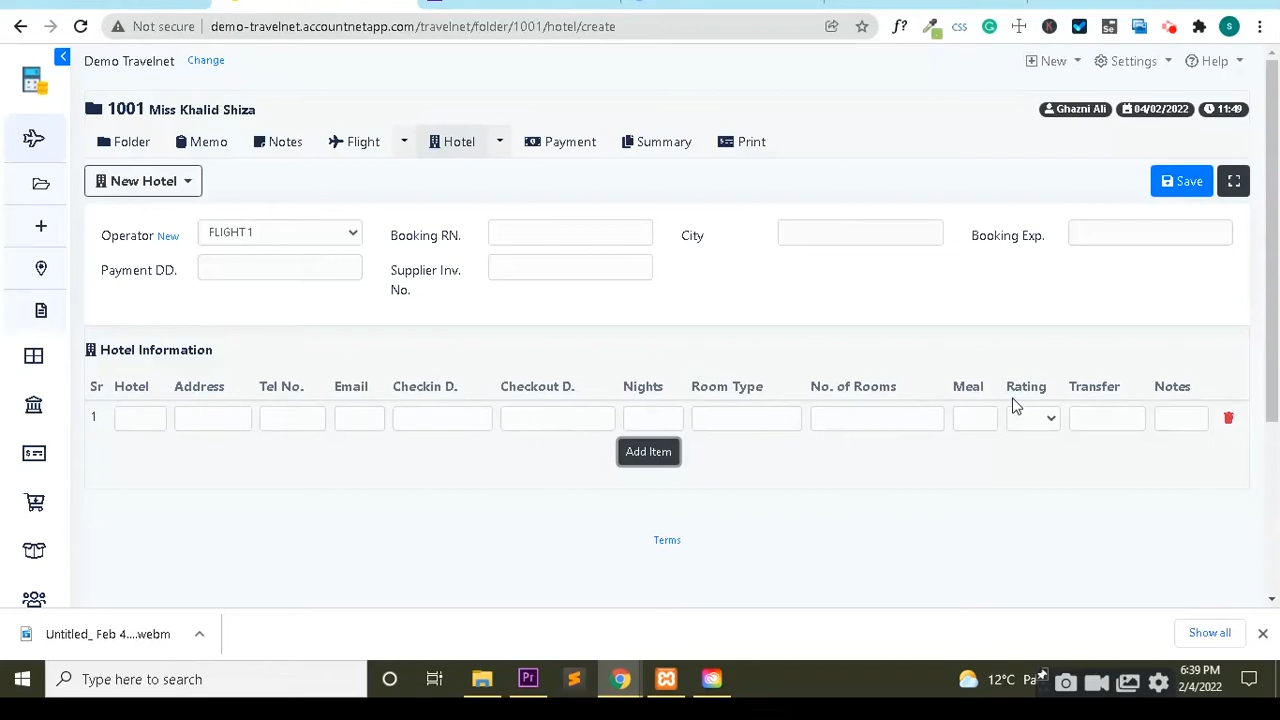 Not secure demo-travelnet.accountnetapp.com/travelnet/folder/1001/hotel/create
f? CSS Se S
Demo Travelnet Change New Settings Help
1001 Miss Khalid Shiza Ghazni Ali 04/02/2022 11:49
Folder Memo Notes Flight Hotel Payment Summary Print
New Hotel Save
Operator New FLIGHT 1 Booking RN. City Booking Exp.
Payment DD. Supplier Inv. No.
Hotel Information
Sr Hotel Address Tel No. Email Checkin D. Checkout D. Nights Room Type No. of Rooms Meal Rating Transfer Notes
1
Add Item
Terms
Untitled_ Feb 4....webm Show all
Type here to search Pr 12°C 6:39 PM
2/4/2022